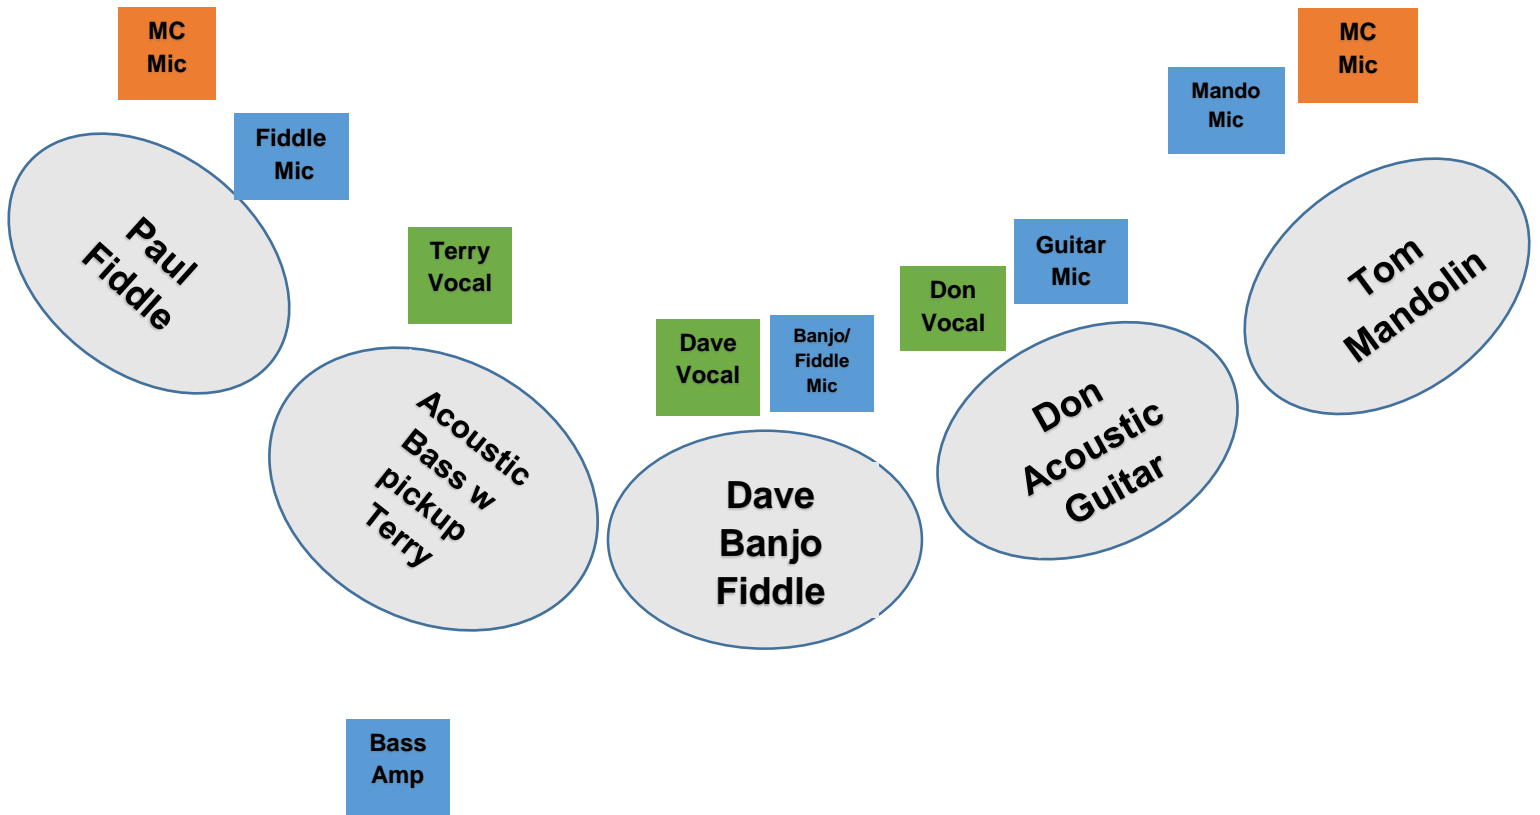 MC
Mic
MC
Mic
Mando
Mic
Fiddle
Mic
Paul
Fiddle
Terry
Vocal
Guitar
Mic
Tom
Mandolin
Don
Vocal
Dave
Vocal
Banjo/
Fiddle
Mic
Acoustic
Bass w
pickup
Terry
Don
Acoustic
Guitar
Dave
Banjo
Fiddle
Bass
Amp